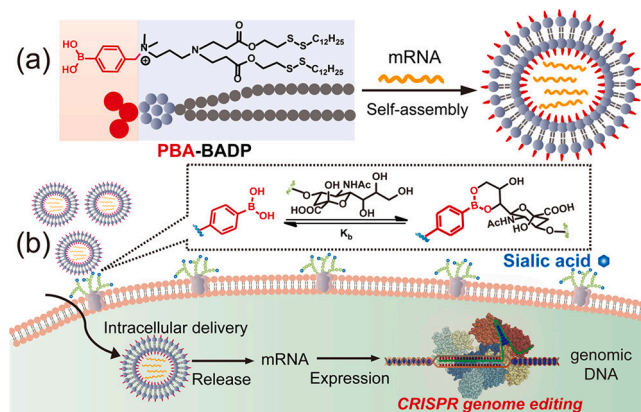 (a)
HO
B
HO
N
⊕
N
O
O
S
S
C12H25
O
O
S
S
C12H25
mRNA
Self-assembly
PBA-BADP
(b)
OH
B
OH
O
NHAc
OH
OH
COOH
O
HO
OH
Kb
OH
O
O
B
O
COOH
AcHN
O
O
HO
Sialic acid
Intracellular delivery
Release
mRNA
Expression
genomic
DNA
CRISPR genome editing